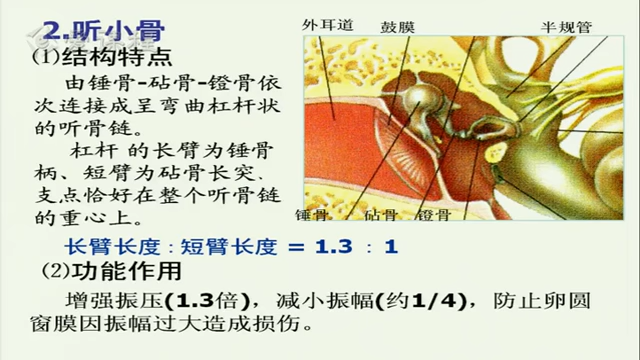 2.听小骨
爱课程
⑴结构特点
由锤骨-砧骨-镫骨依
次连接成呈弯曲杠杆状
的听骨链。
杠杆 的长臂为锤骨
柄、短臂为砧骨长突.
支点恰好在整个听骨链
的重心上。
外耳道 鼓膜 半规管
锤骨 砧骨 镫骨
长臂长度：短臂长度 = 1.3 ：1
⑵功能作用
增强振压(1.3倍)，减小振幅(约1/4)，防止卵圆
窗膜因振幅过大造成损伤。